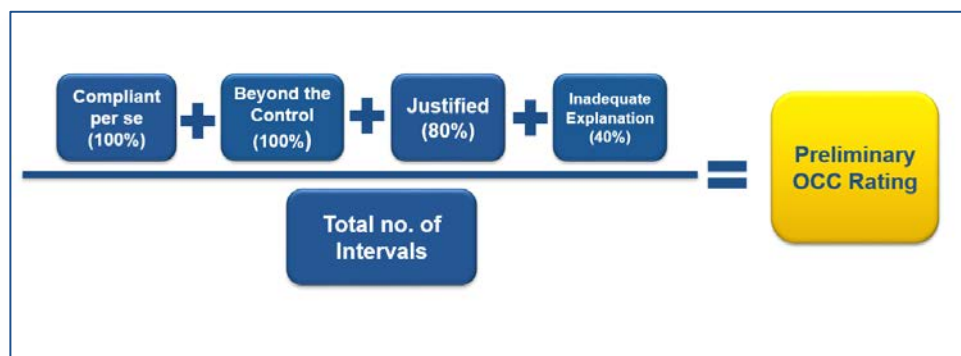 Compliant
per se
(100%)
+
Beyond the
Control
(100%)
+
Justified
(80%)
+
Inadequate
Explanation
(40%)
=
Preliminary
OCC Rating
Total no. of
Intervals